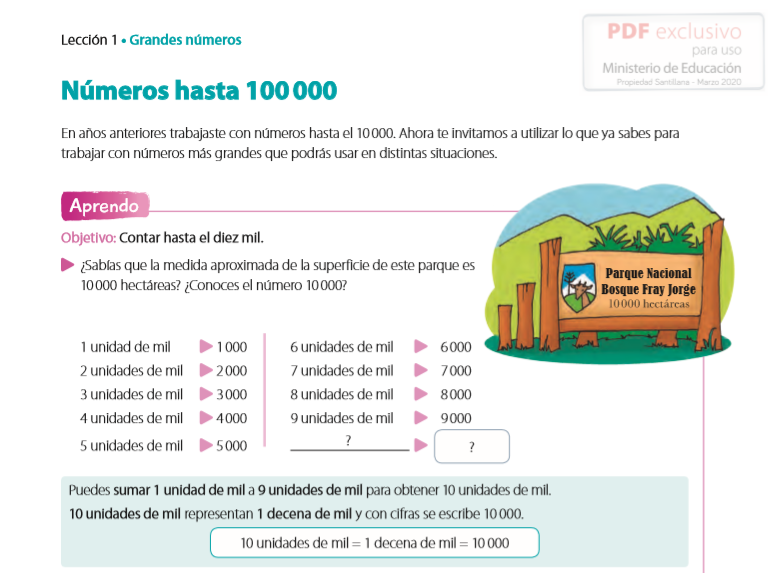 Lección 1 • Grandes números
PDF exclusivo
para uso
Ministerio de Educación
Propiedad Santillana - Marzo 2020
Números hasta 100 000
En años anteriores trabajaste con números hasta el 10 000. Ahora te invitamos a utilizar lo que ya sabes para
trabajar con números más grandes que podrás usar en distintas situaciones.
Aprendo
Objetivo: Contar hasta el diez mil.
¿Sabías que la medida aproximada de la superficie de este parque es
10 000 hectáreas? ¿Conoces el número 10 000?
Parque Nacional
Bosque Fray Jorge
10 000 hectáreas
1 unidad de mil 1 000
2 unidades de mil 2 000
3 unidades de mil 3 000
4 unidades de mil 4 000
5 unidades de mil 5 000
6 unidades de mil 6 000
7 unidades de mil 7 000
8 unidades de mil 8 000
9 unidades de mil 9 000
? ?
Puedes sumar 1 unidad de mil a 9 unidades de mil para obtener 10 unidades de mil.
10 unidades de mil representan 1 decena de mil y con cifras se escribe 10 000.
10 unidades de mil = 1 decena de mil = 10 000